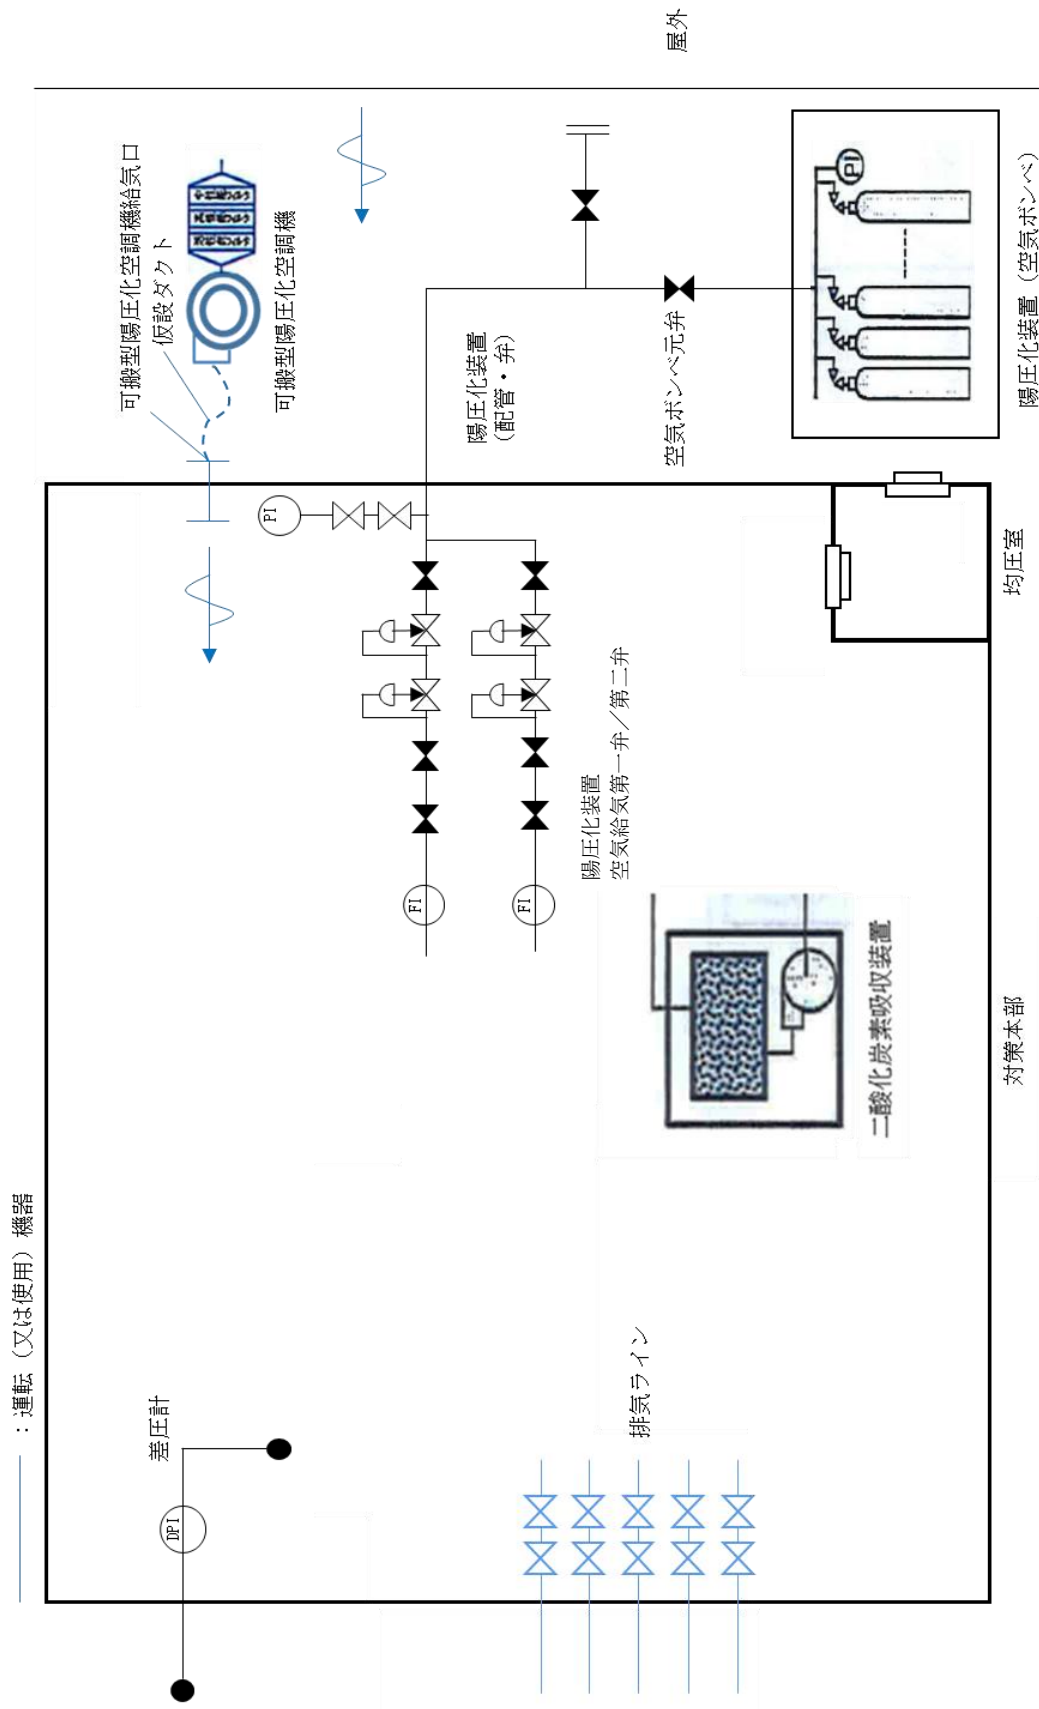 ：運転（又は使用）機器
差圧計
DPI
排気ライン
可搬型陽圧化空調機給気口
仮設ダクト
可搬型陽圧化空調機
PI
FI
FI
陽圧化装置
（配管・弁）
空気ボンベ元弁
陽圧化装置
空気給気第一弁／第二弁
二酸化炭素吸収装置
対策本部
均圧室
PI
陽圧化装置（空気ボンベ）
屋外